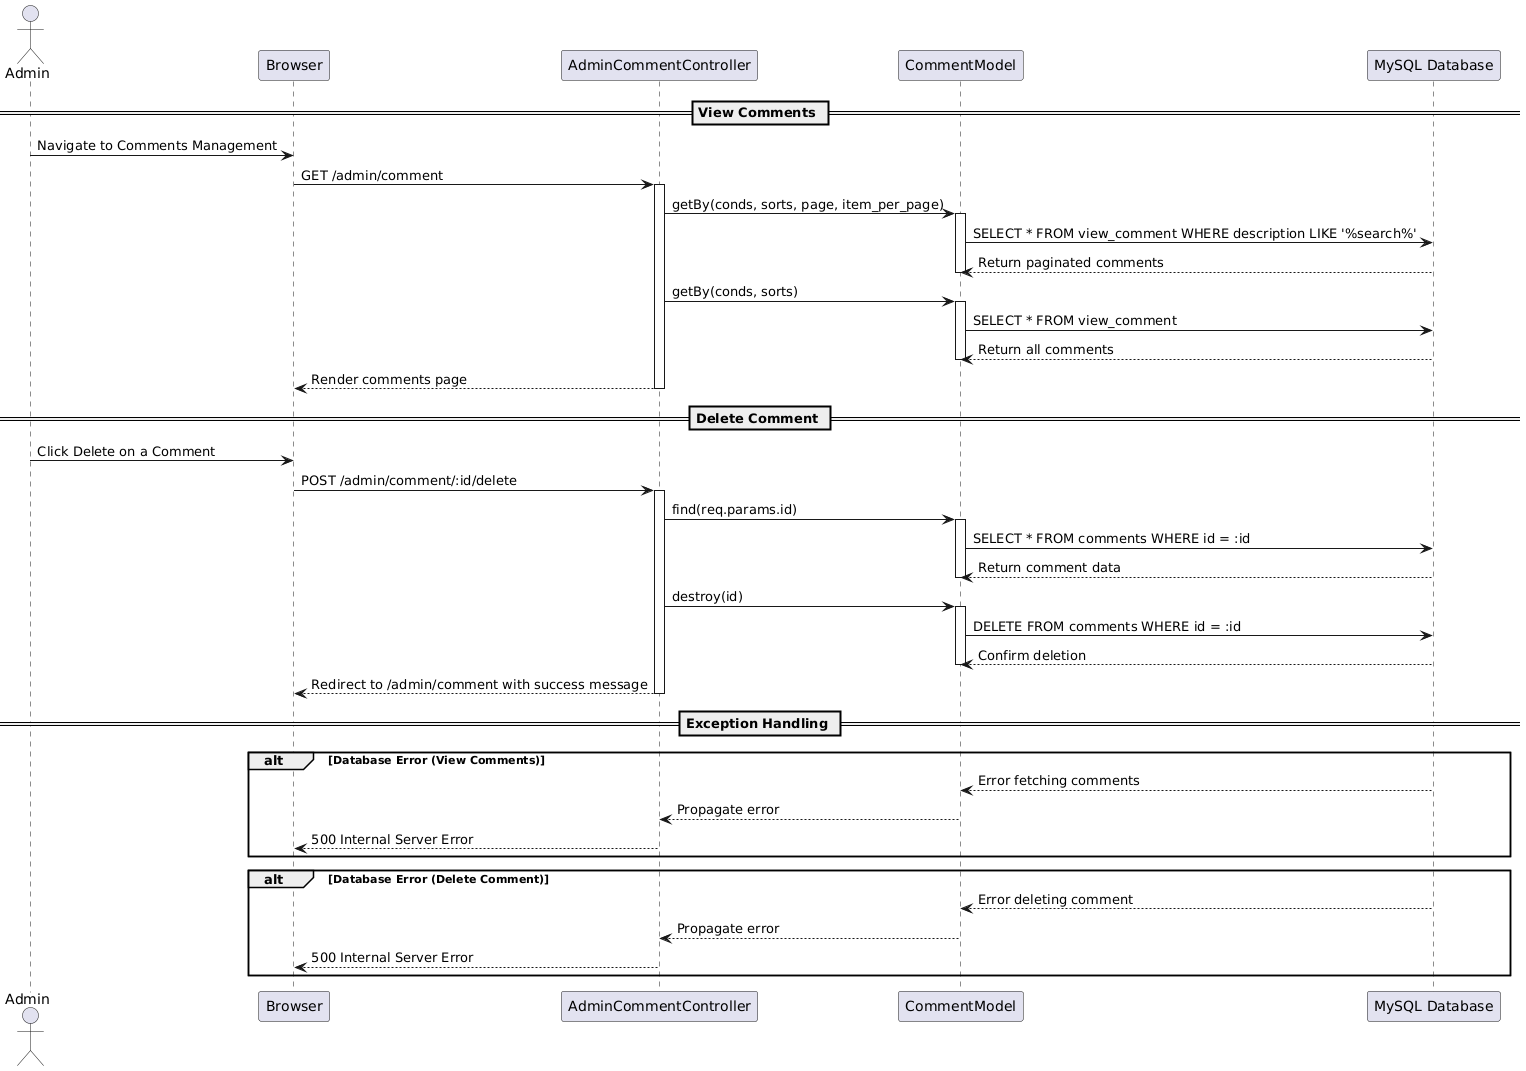 Admin
Browser
AdminCommentController
CommentModel
MySQL Database
View Comments
Navigate to Comments Management
GET /admin/comment
getBy(conds, sorts, page, item_per_page)
SELECT * FROM view_comment WHERE description LIKE '%search%'
Return paginated comments
getBy(conds, sorts)
SELECT * FROM view_comment
Return all comments
Render comments page
Delete Comment
Click Delete on a Comment
POST /admin/comment/:id/delete
find(req.params.id)
SELECT * FROM comments WHERE id = :id
Return comment data
destroy(id)
DELETE FROM comments WHERE id = :id
Confirm deletion
Redirect to /admin/comment with success message
Exception Handling
alt [Database Error (View Comments)]
Error fetching comments
Propagate error
500 Internal Server Error
alt [Database Error (Delete Comment)]
Error deleting comment
Propagate error
500 Internal Server Error
Admin
Browser
AdminCommentController
CommentModel
MySQL Database